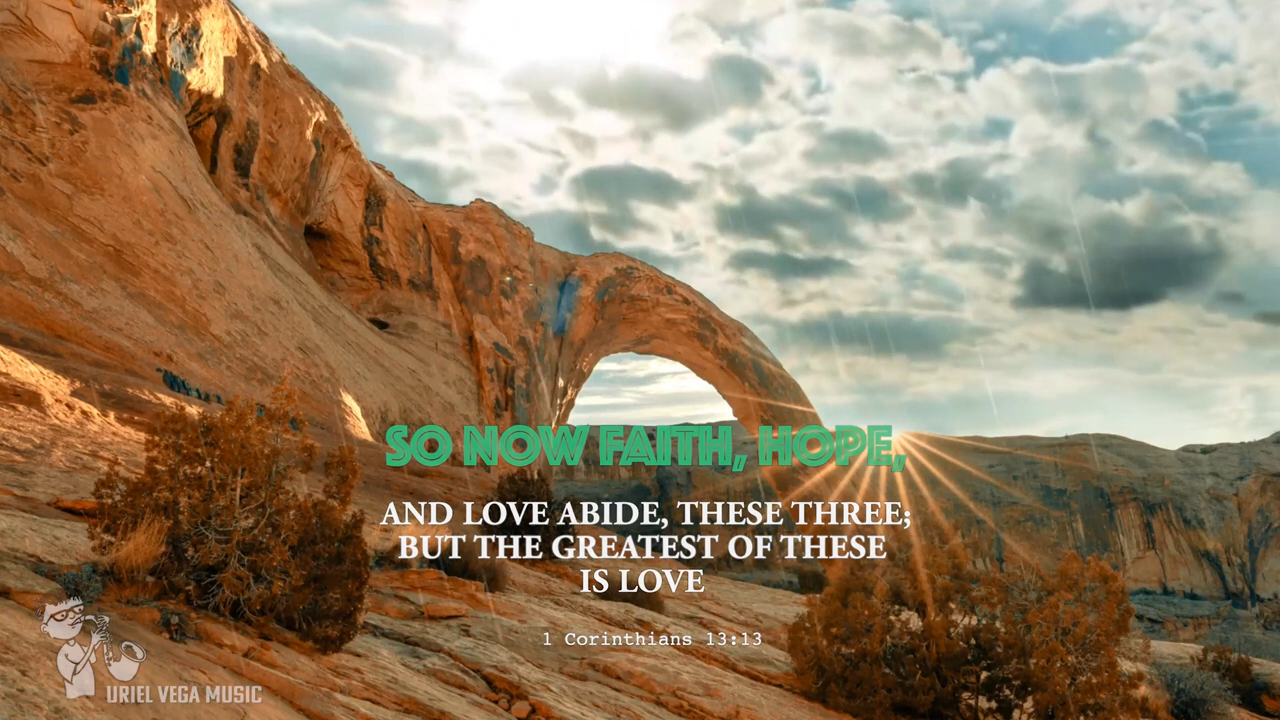 SO NOW FAITH, HOPE,
AND LOVE ABIDE, THESE THREE;
BUT THE GREATEST OF THESE
IS LOVE
1 Corinthians 13:13
URIEL VEGA MUSIC